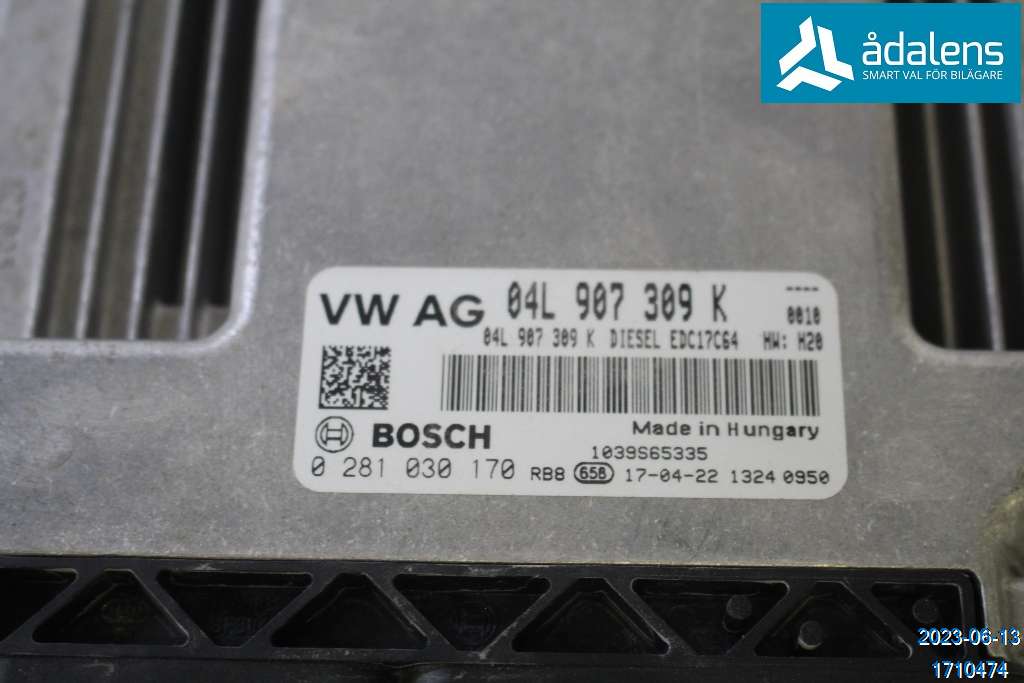 ådalens
SMART VAL FÖR BILÄGARE
VW AG 04L 907 309 K ----
0010
04L 907 309 K DIESEL EDC17C64 HW: H20
BOSCH
Made in Hungary
1039S65335
0 281 030 170 RB8 65B 17-04-22 1324 0950
2023-06-13
1710474